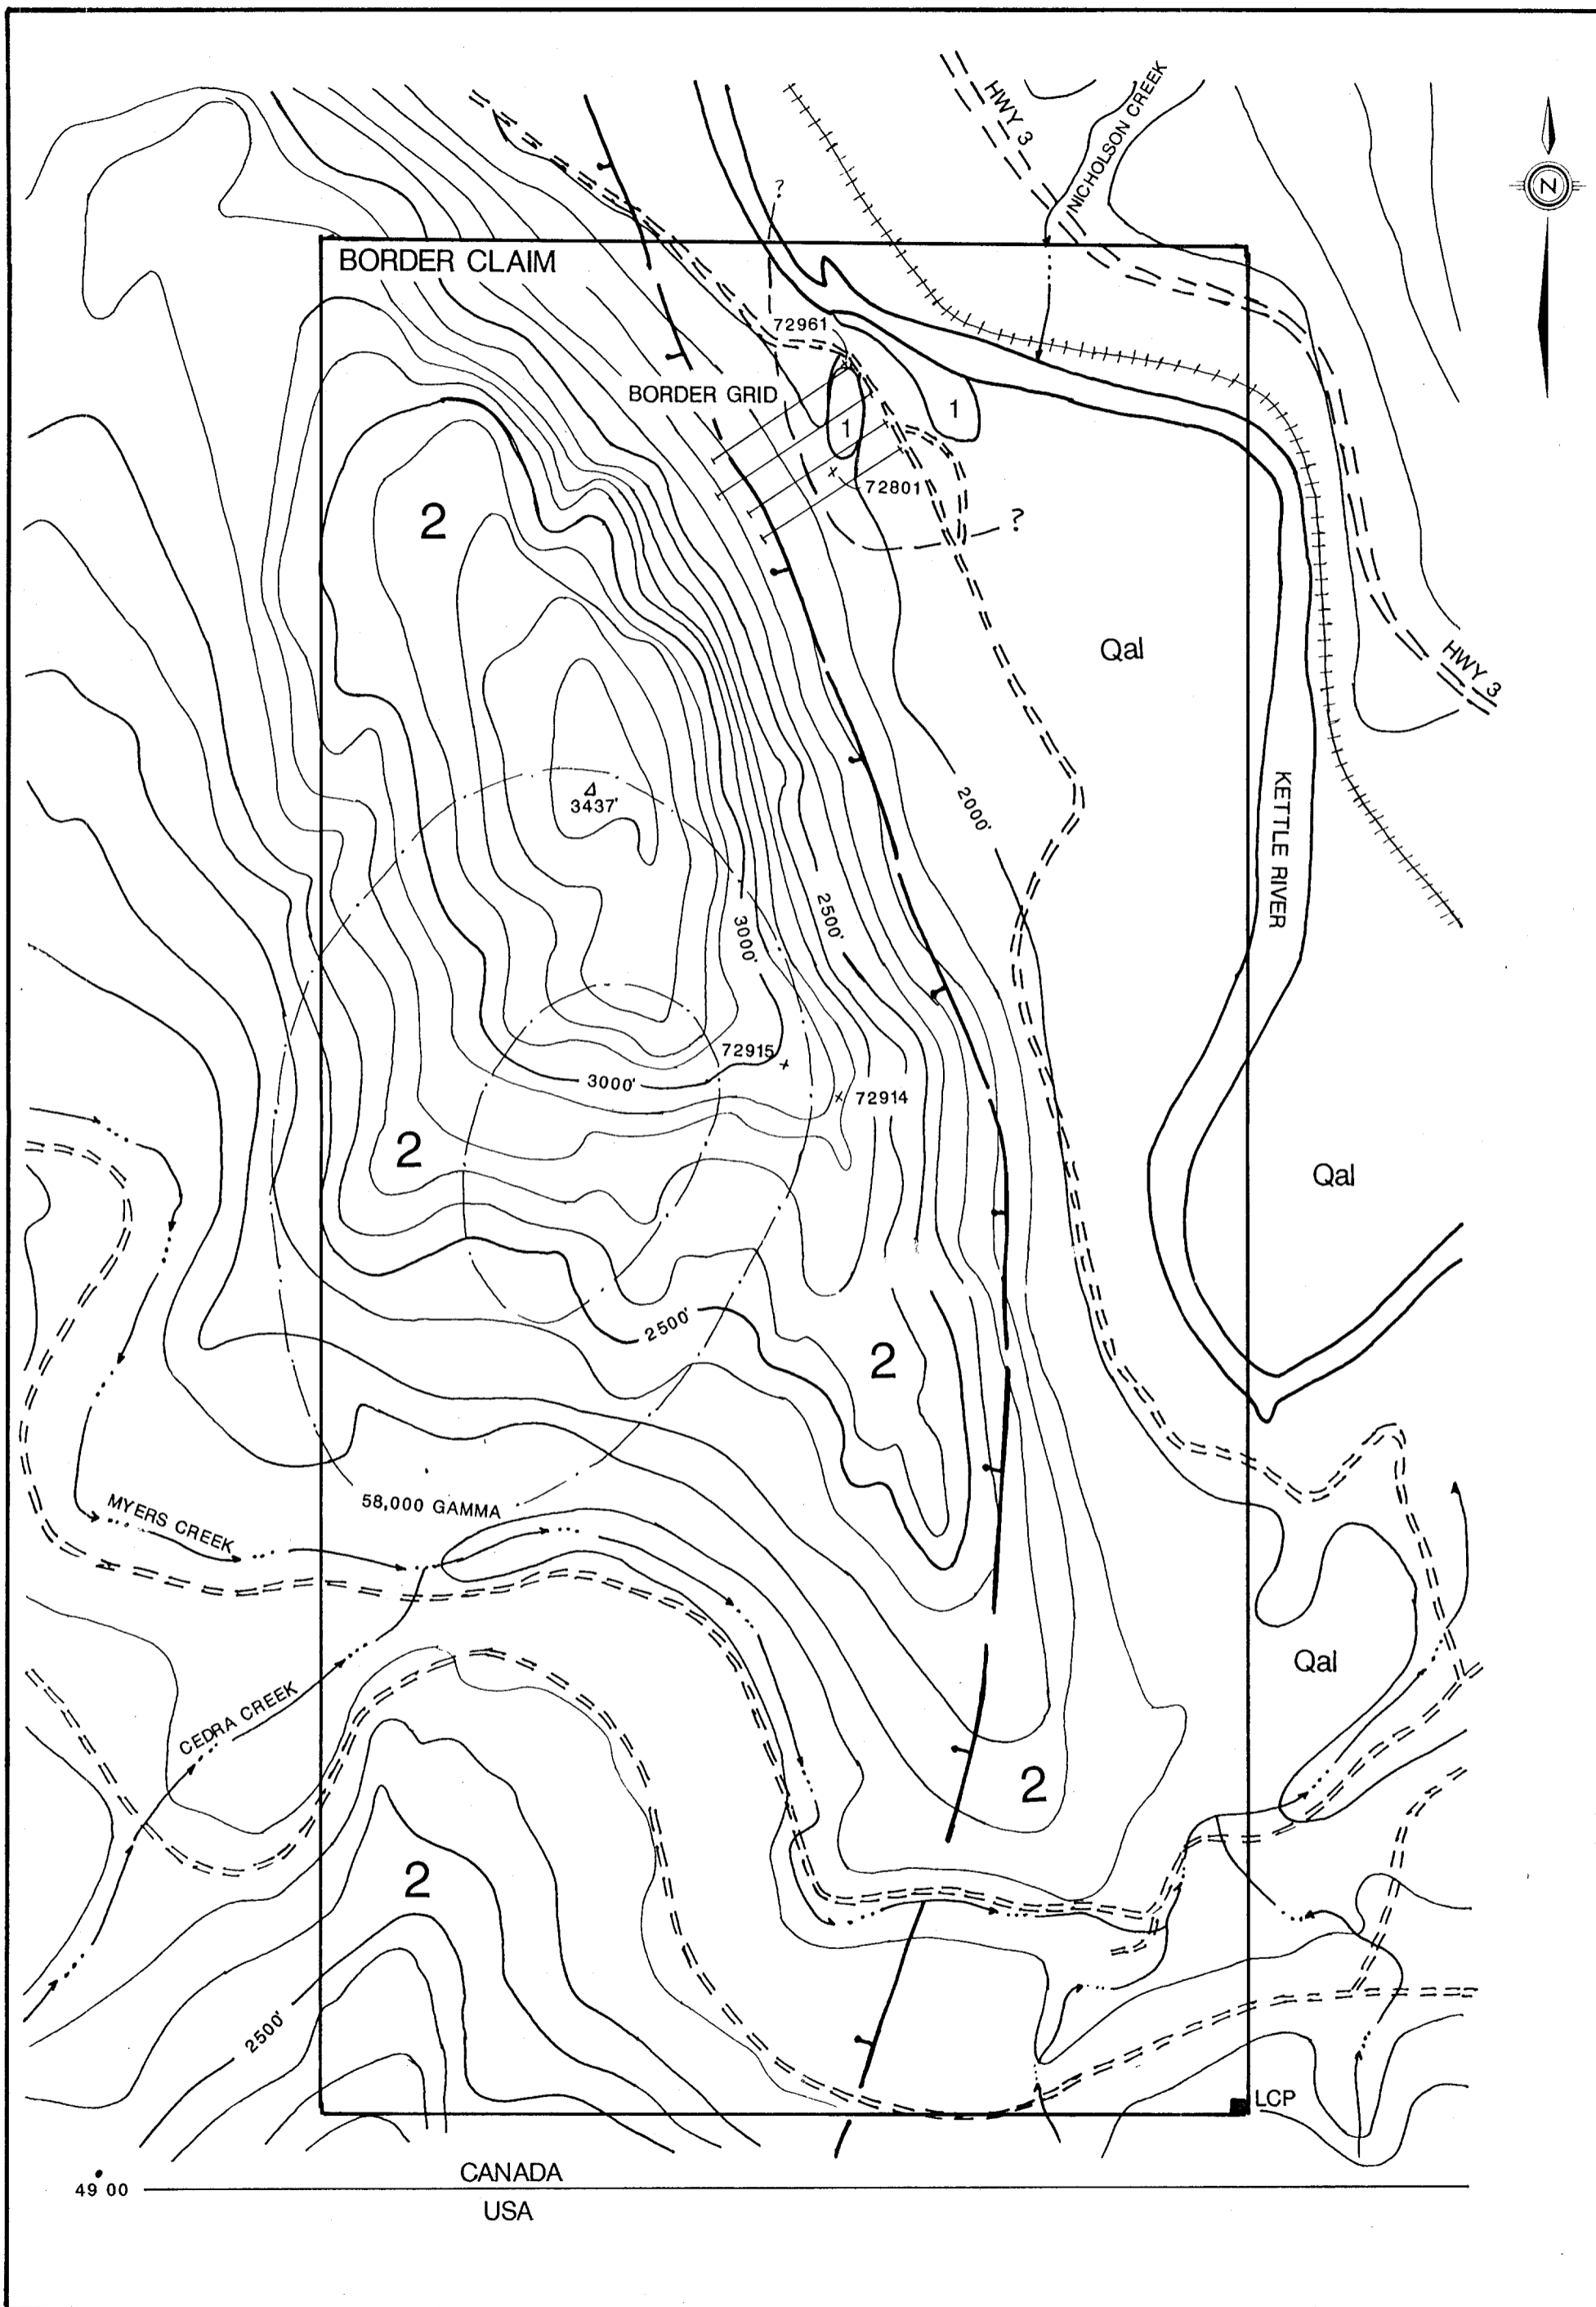 HWY 3
NICHOLSON CREEK
N
?
BORDER CLAIM
72961
BORDER GRID
1
1
72801
2
?
Qal
HWY 3
3437'
2000'
KETTLE RIVER
2500'
3000'
72915
3000'
72914
2
Qal
2500'
2
58,000 GAMMA
MYERS CREEK
Qal
CEDRA CREEK
2
2
2500'
LCP
CANADA
49 00
USA